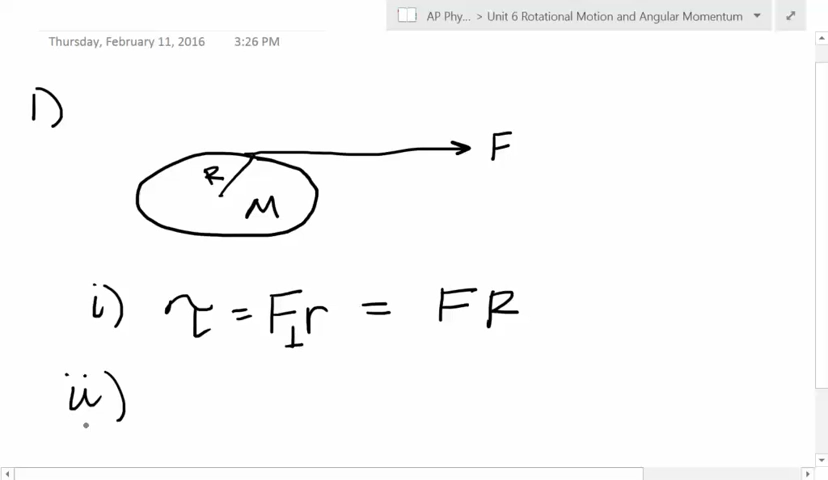 AP Phy... > Unit 6 Rotational Motion and Angular Momentum
Thursday, February 11, 2016 3:26 PM
1)
F
R
M
i) τ = F⊥r = FR
ii)